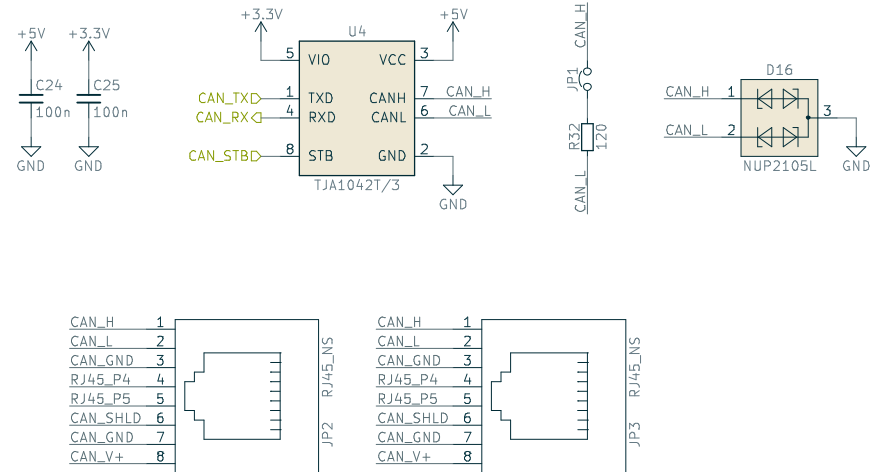 +5V
+3.3V
C24
100n
C25
100n
GND
GND
+3.3V
U4
+5V
5 VIO VCC 3
CAN_TX 1 TXD CANH 7 CAN_H
CAN_RX 4 RXD CANL 6 CAN_L
CAN_STB 8 STB GND 2
TJA1042T/3
GND
CAN_H
JP1
R32
120
CAN_L
D16
CAN_H 1
3
CAN_L 2
NUP2105L
GND
CAN_H 1
CAN_L 2
CAN_GND 3
RJ45_P4 4
RJ45_P5 5
CAN_SHLD 6
CAN_GND 7
CAN_V+ 8
RJ45_NS
JP2
CAN_H 1
CAN_L 2
CAN_GND 3
RJ45_P4 4
RJ45_P5 5
CAN_SHLD 6
CAN_GND 7
CAN_V+ 8
RJ45_NS
JP3